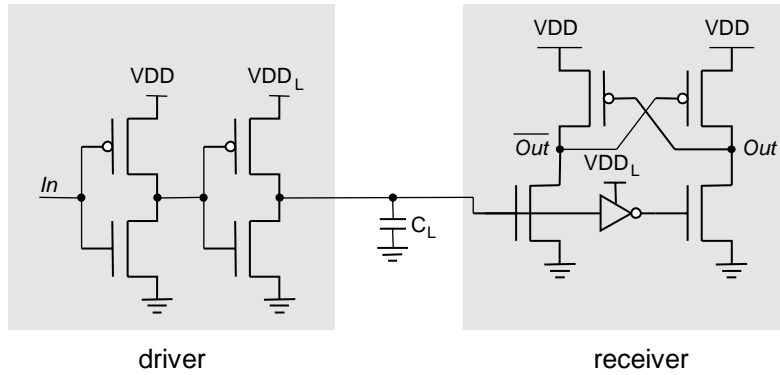 VDD VDD
VDD VDD_L
Out Out
VDD_L
In
C_L
driver receiver